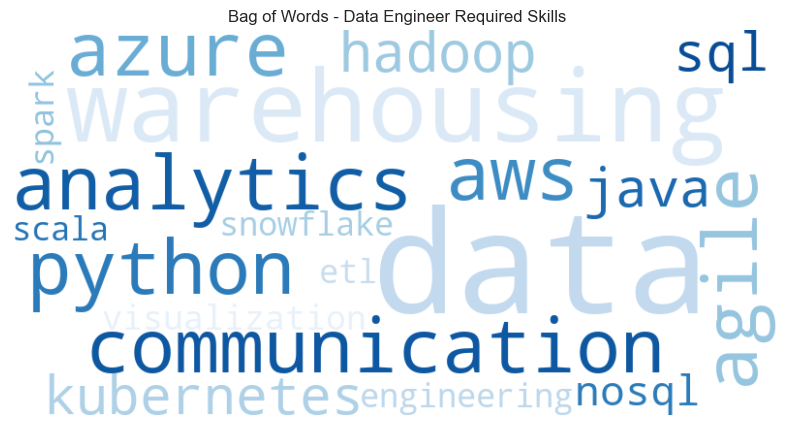 Bag of Words - Data Engineer Required Skills
azure
hadoop
sql
spark
warehousing
analytics
aws
java
agile
scala
snowflake
data
python
etl
visualization
communication
kubernetes
engineering
nosql